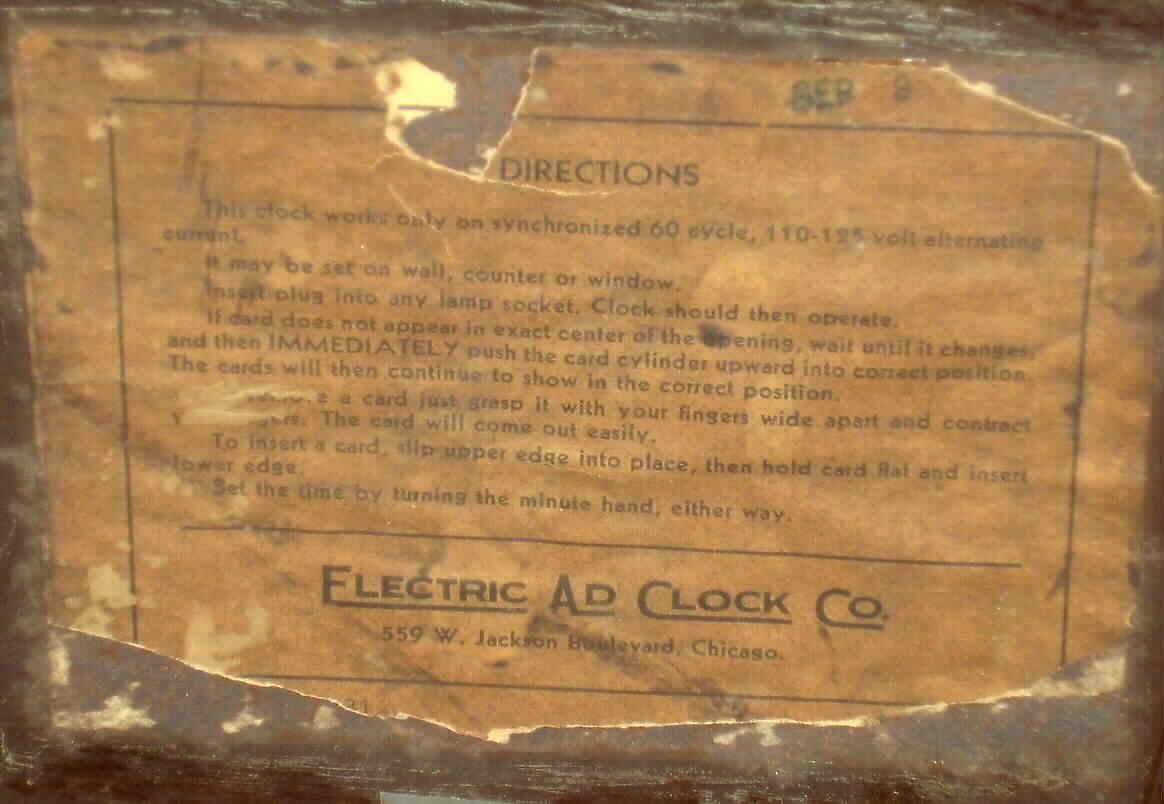 SEP 9
DIRECTIONS
This clock works only on synchronized 60 cycle, 110-125 volt alternating
current.
It may be set on wall, counter or window.
Insert plug into any lamp socket. Clock should then operate.
If card does not appear in exact center of the opening, wait until it changes,
and then IMMEDIATELY push the card cylinder upward into correct position.
The cards will then continue to show in the correct position.
a card just grasp it with your fingers wide apart and contract
The card will come out easily.
To insert a card, slip upper edge into place, then hold card flat and insert
lower edge.
Set the time by turning the minute hand, either way.
ELECTRIC AD CLOCK CO.
559 W. Jackson Boulevard, Chicago.
31